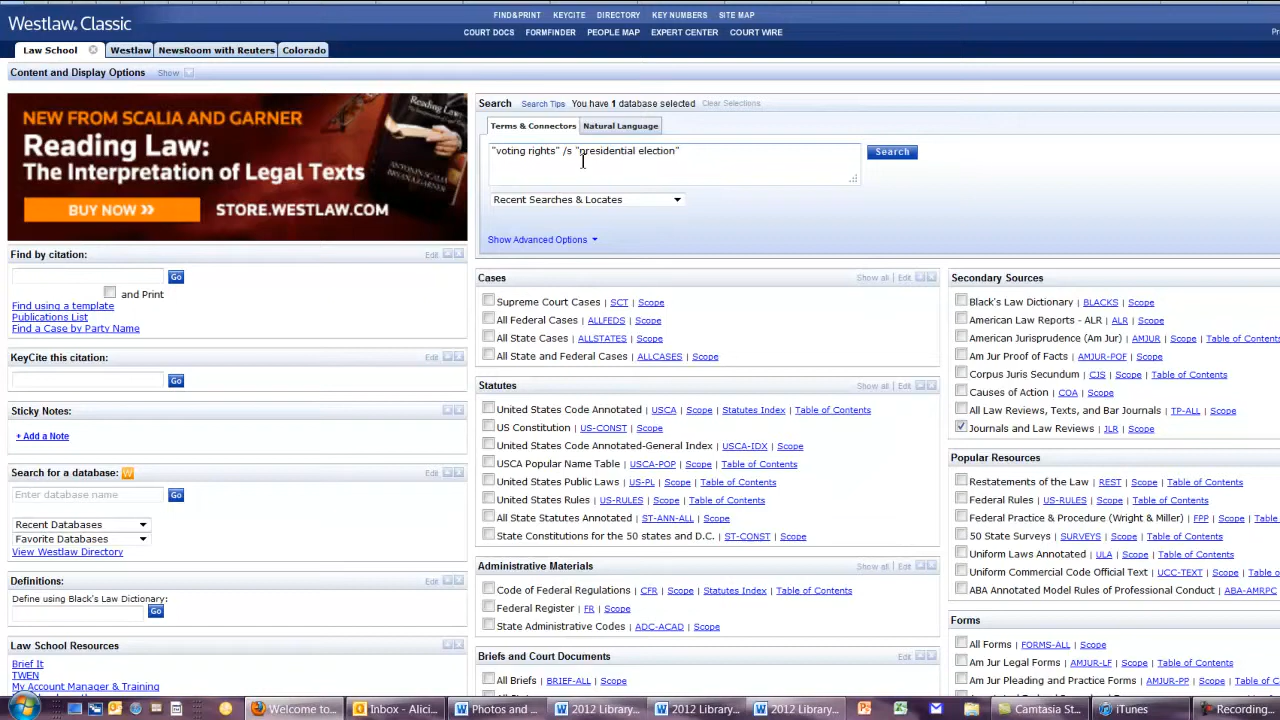 Westlaw. Classic
FIND&PRINT KEYCITE DIRECTORY KEY NUMBERS SITE MAP
COURT DOCS FORMFINDER PEOPLE MAP EXPERT CENTER COURT WIRE
Law School Westlaw NewsRoom with Reuters Colorado
Content and Display Options Show
NEW FROM SCALIA AND GARNER
Reading Law:
The Interpretation of Legal Texts
BUY NOW »
STORE.WESTLAW.COM
Find by citation: Edit
Go
and Print
Find using a template
Publications List
Find a Case by Party Name
KeyCite this citation: Edit
Go
Sticky Notes:
+ Add a Note
Search for a database: W Edit
Enter database name Go
Recent Databases
Favorite Databases
View Westlaw Directory
Definitions: Edit
Define using Black's Law Dictionary:
Go
Law School Resources
Brief It
TWEN
My Account Manager & Training
Search Search Tips You have 1 database selected Clear Selections
Terms & Connectors Natural Language
"voting rights" /s "presidential election"
Search
Recent Searches & Locates
Show Advanced Options
Cases Show all | Edit
Supreme Court Cases | SCT | Scope
All Federal Cases | ALLFEDS | Scope
All State Cases | ALLSTATES | Scope
All State and Federal Cases | ALLCASES | Scope
Statutes Show all | Edit
United States Code Annotated | USCA | Scope | Statutes Index | Table of Contents
US Constitution | US-CONST | Scope
United States Code Annotated-General Index | USCA-IDX | Scope
USCA Popular Name Table | USCA-POP | Scope | Table of Contents
United States Public Laws | US-PL | Scope | Table of Contents
United States Rules | US-RULES | Scope | Table of Contents
All State Statutes Annotated | ST-ANN-ALL | Scope
State Constitutions for the 50 states and D.C. | ST-CONST | Scope
Administrative Materials Show all | Edit
Code of Federal Regulations | CFR | Scope | Statutes Index | Table of Contents
Federal Register | FR | Scope
State Administrative Codes | ADC-ACAD | Scope
Briefs and Court Documents Edit
All Briefs | BRIEF-ALL | Scope
Secondary Sources
Black's Law Dictionary | BLACKS | Scope
American Law Reports - ALR | ALR | Scope
American Jurisprudence (Am Jur) | AMJUR | Scope | Table of Contents
Am Jur Proof of Facts | AMJUR-POF | Scope
Corpus Juris Secundum | CJS | Scope | Table of Contents
Causes of Action | COA | Scope
All Law Reviews, Texts, and Bar Journals | TP-ALL | Scope
Journals and Law Reviews | JLR | Scope
Popular Resources
Restatements of the Law | REST | Scope | Table of Contents
Federal Rules | US-RULES | Scope | Table of Contents
Federal Practice & Procedure (Wright & Miller) | FPP | Scope |
50 State Surveys | SURVEYS | Scope | Table of Contents
Uniform Laws Annotated | ULA | Scope | Table of Contents
Uniform Commercial Code Official Text | UCC-TEXT | Scope |
ABA Annotated Model Rules of Professional Conduct | ABA-AMRPC
Forms
All Forms | FORMS-ALL | Scope
Am Jur Legal Forms | AMJUR-LF | Scope | Table of Contents
Am Jur Pleading and Practice Forms | AMJUR-PP | Scope |
Welcome to... Inbox - Alici... Photos and ... 2012 Library... 2012 Library... 2012 Library... Camtasia St... iTunes Recording...